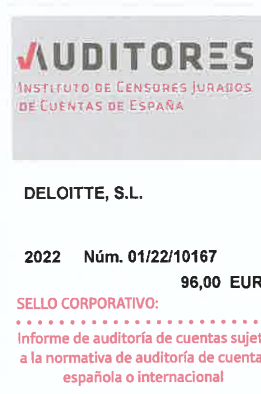 AUDITORES
INSTITUTO DE CENSORES JURADOS
DE CUENTAS DE ESPAÑA
DELOITTE, S.L.
2022 Núm. 01/22/10167
96,00 EUR
SELLO CORPORATIVO:
Informe de auditoría de cuentas sujet
a la normativa de auditoría de cuenta
española o internacional